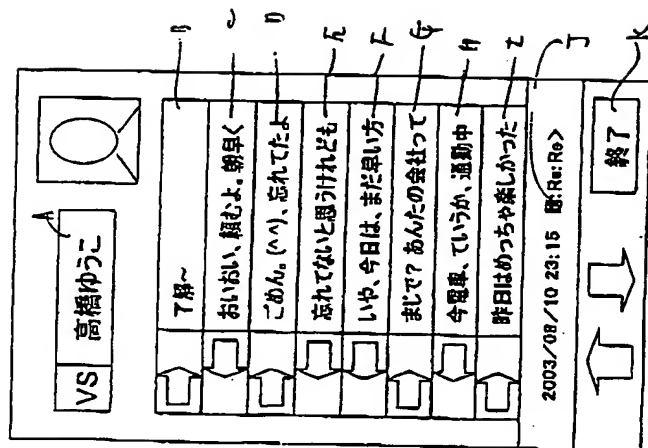 VS 高橋ゆうこ A
了解~ B
おいおい、頼むよ。朝早く C
ごめん。(^^)、忘れてたよ D
忘れてないと思うけれども E
いや、今日は、まだ早い方 F
まじで?あんたの会社って G
今電車、ていうか、通勤中 H
昨日はめっちゃ楽しかった I
2003/08/10 23:15 題:Re:Re> J
終了 K